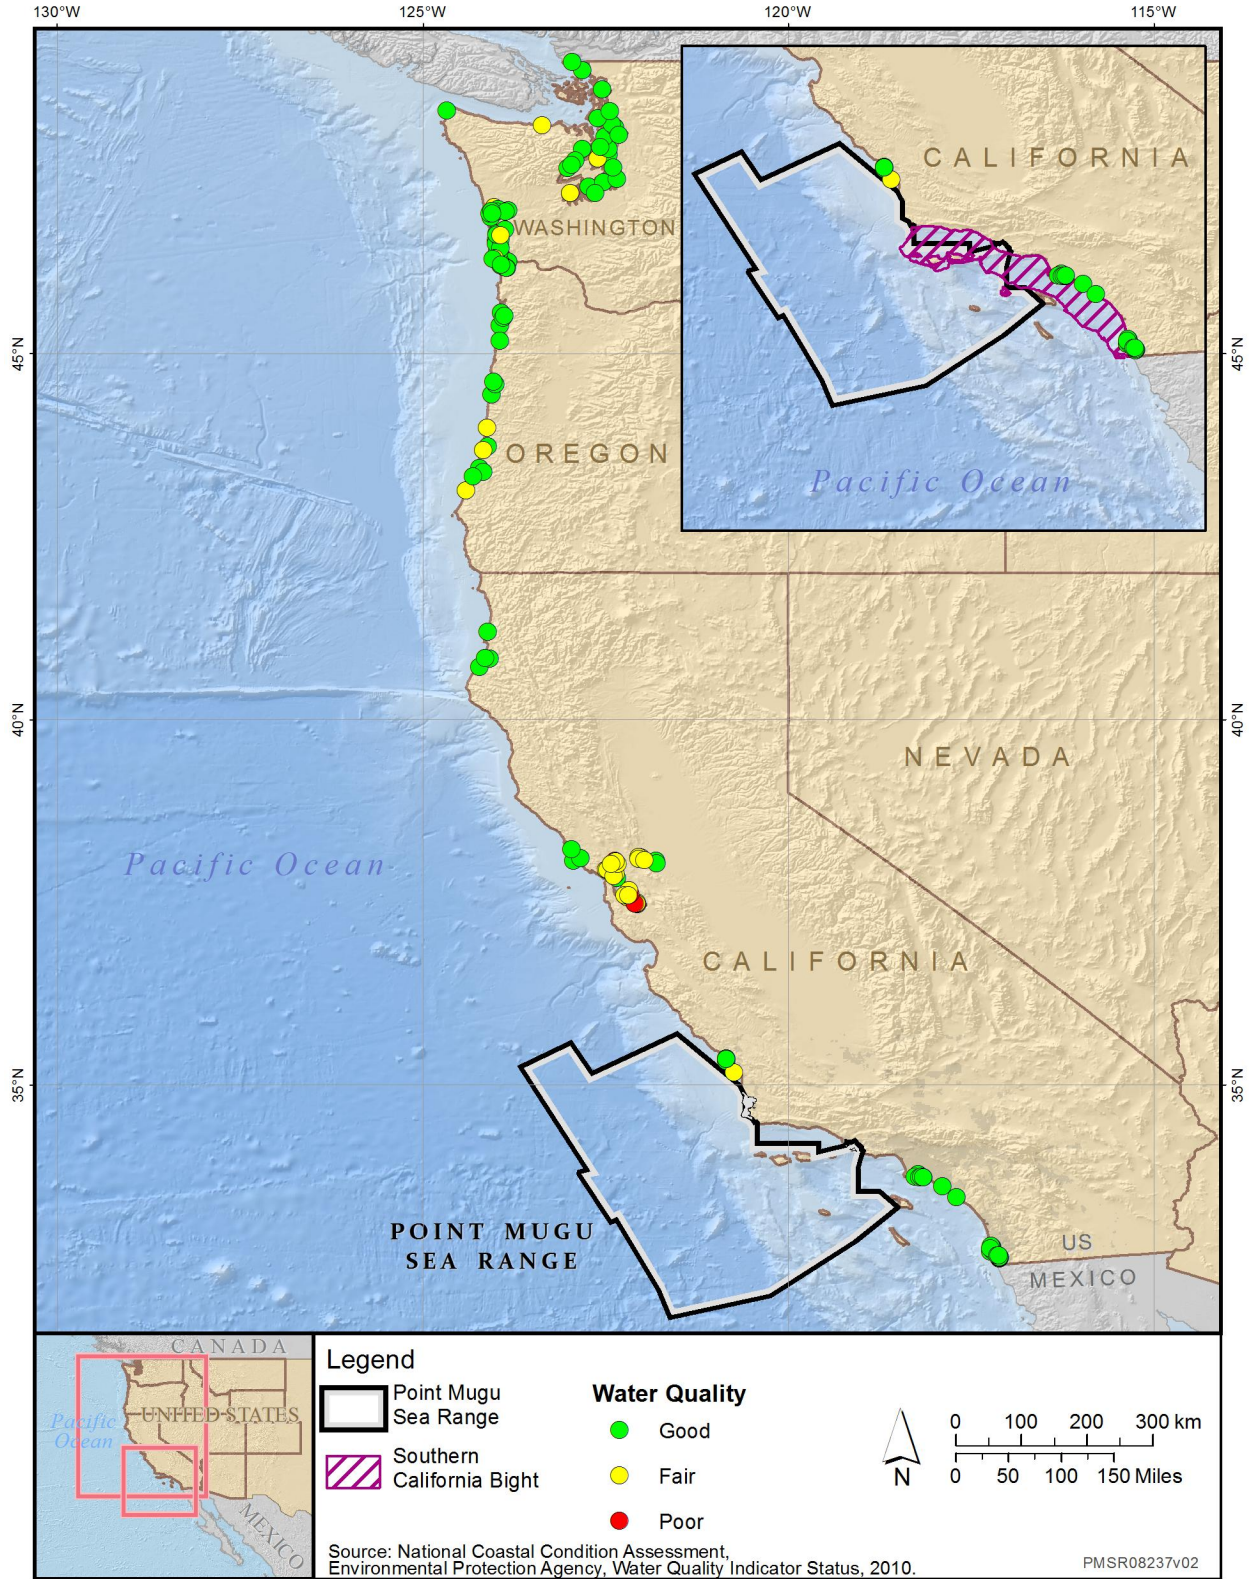 130°W
125°W
120°W
115°W
CALIFORNIA
Pacific Ocean
WASHINGTON
45°N
45°N
OREGON
40°N
40°N
NEVADA
Pacific Ocean
CALIFORNIA
35°N
35°N
POINT MUGU
SEA RANGE
US
MEXICO
CANADA
UNITED STATES
Pacific
Ocean
MEXICO
Legend
Point Mugu
Sea Range
Southern
California Bight
Water Quality
Good
Fair
Poor
N
0 100 200 300 km
0 50 100 150 Miles
Source: National Coastal Condition Assessment,
Environmental Protection Agency, Water Quality Indicator Status, 2010.
PMSR08237v02